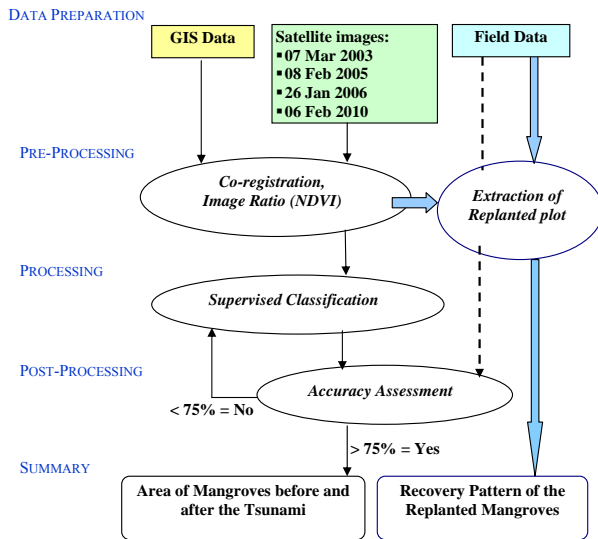 DATA PREPARATION
GIS Data
Satellite images:
▪07 Mar 2003
▪08 Feb 2005
▪26 Jan 2006
▪06 Feb 2010
Field Data
PRE-PROCESSING
Co-registration,
Image Ratio (NDVI)
Extraction of
Replanted plot
PROCESSING
Supervised Classification
POST-PROCESSING
Accuracy Assessment
< 75% = No
> 75% = Yes
SUMMARY
Area of Mangroves before and
after the Tsunami
Recovery Pattern of the
Replanted Mangroves